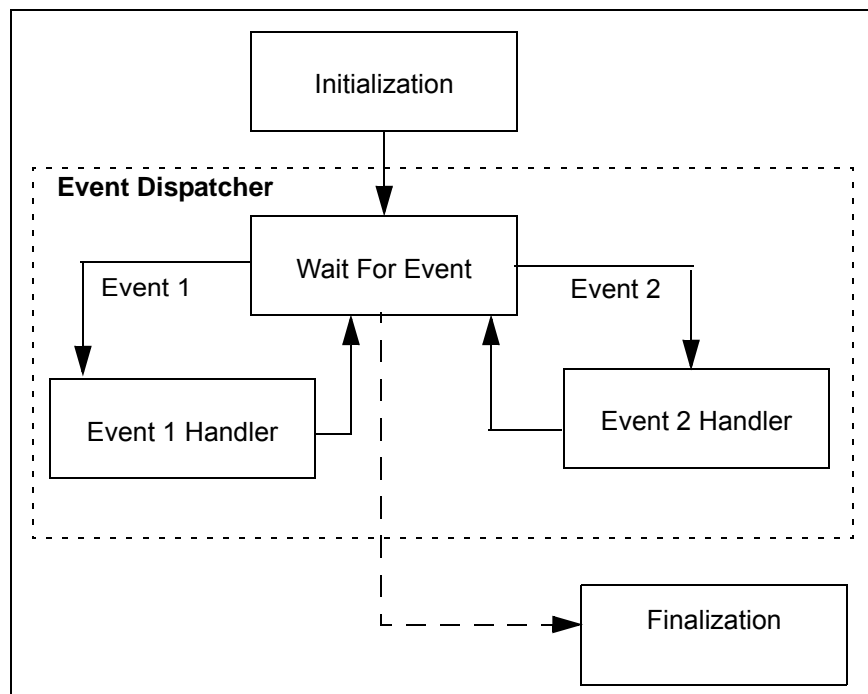 Initialization
Event Dispatcher
Wait For Event
Event 1
Event 2
Event 1 Handler
Event 2 Handler
Finalization